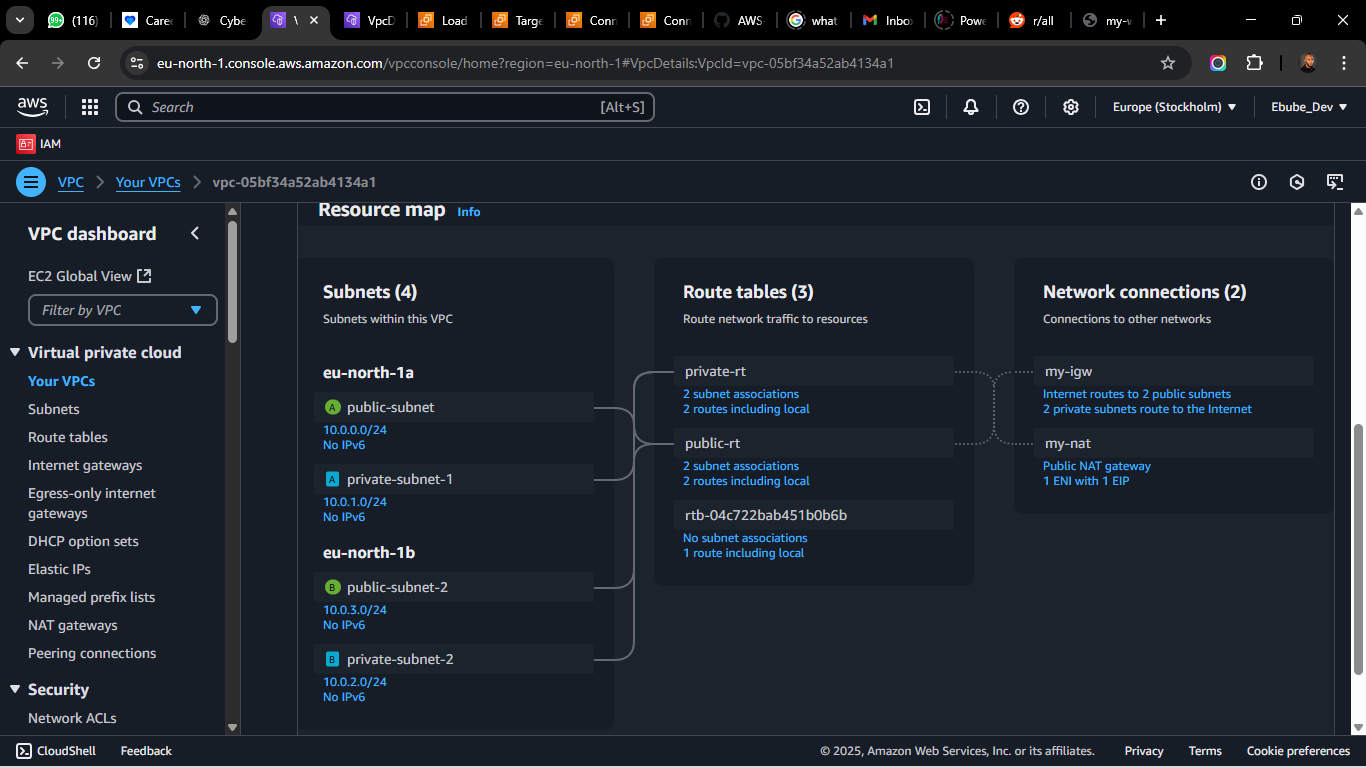 (116)
Caree
Cybe
V
VpcD
Load
Targe
Conn
Conn
AWS
what
Inbo
Powe
r/all
my-v
eu-north-1.console.aws.amazon.com/vpcconsole/home?region=eu-north-1#VpcDetails:VpcId=vpc-05bf34a52ab4134a1
aws
Search
[Alt+S]
Europe (Stockholm)
Ebube_Dev
IAM
VPC
Your VPCs
vpc-05bf34a52ab4134a1
VPC dashboard
EC2 Global View
Filter by VPC
Virtual private cloud
Your VPCs
Subnets
Route tables
Internet gateways
Egress-only internet
gateways
DHCP option sets
Elastic IPs
Managed prefix lists
NAT gateways
Peering connections
Security
Network ACLs
Resource map Info
Subnets (4)
Subnets within this VPC
eu-north-1a
A public-subnet
10.0.0.0/24
No IPv6
A private-subnet-1
10.0.1.0/24
No IPv6
eu-north-1b
B public-subnet-2
10.0.3.0/24
No IPv6
B private-subnet-2
10.0.2.0/24
No IPv6
Route tables (3)
Route network traffic to resources
private-rt
2 subnet associations
2 routes including local
public-rt
2 subnet associations
2 routes including local
rtb-04c722bab451b0b6b
No subnet associations
1 route including local
Network connections (2)
Connections to other networks
my-igw
Internet routes to 2 public subnets
2 private subnets route to the Internet
my-nat
Public NAT gateway
1 ENI with 1 EIP
CloudShell
Feedback
© 2025, Amazon Web Services, Inc. or its affiliates.
Privacy
Terms
Cookie preferences